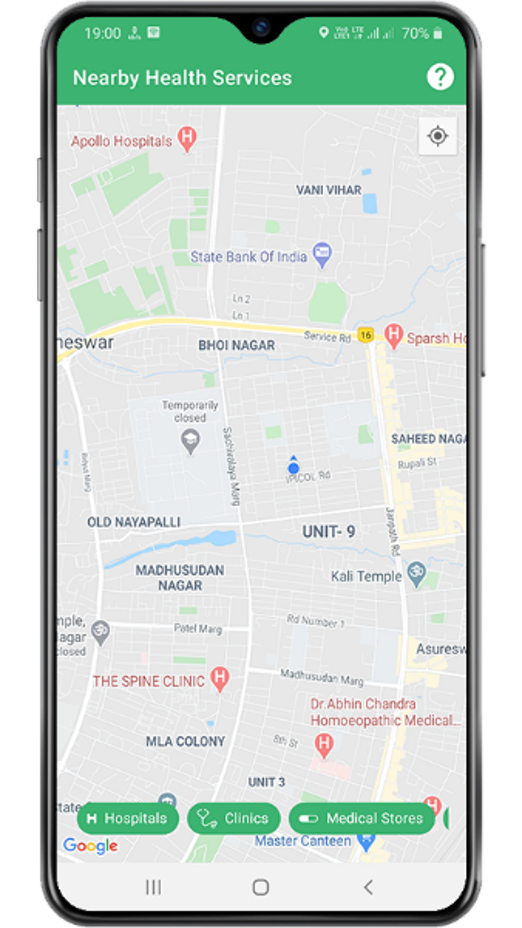 19:00
70%
Nearby Health Services
?
Apollo Hospitals
VANI VIHAR
State Bank Of India
Ln 2
Ln 1
Service Rd
16
Sparsh Ho
neswar
BHOI NAGAR
Temporarily
closed
SAHEED NAGA
Rupali St
Sachivalaya Marg
IPICOL Rd
OLD NAYAPALLI
UNIT- 9
Janpath Rd
MADHUSUDAN
NAGAR
Kali Temple
Rd Number 1
mple,
agar
closed
Patel Marg
Asuresw
THE SPINE CLINIC
Madhusudan Marg
Dr.Abhin Chandra
Homoeopathic Medical...
MLA COLONY
8th St
UNIT 3
State
H Hospitals
Clinics
Medical Stores
Google
Master Canteen